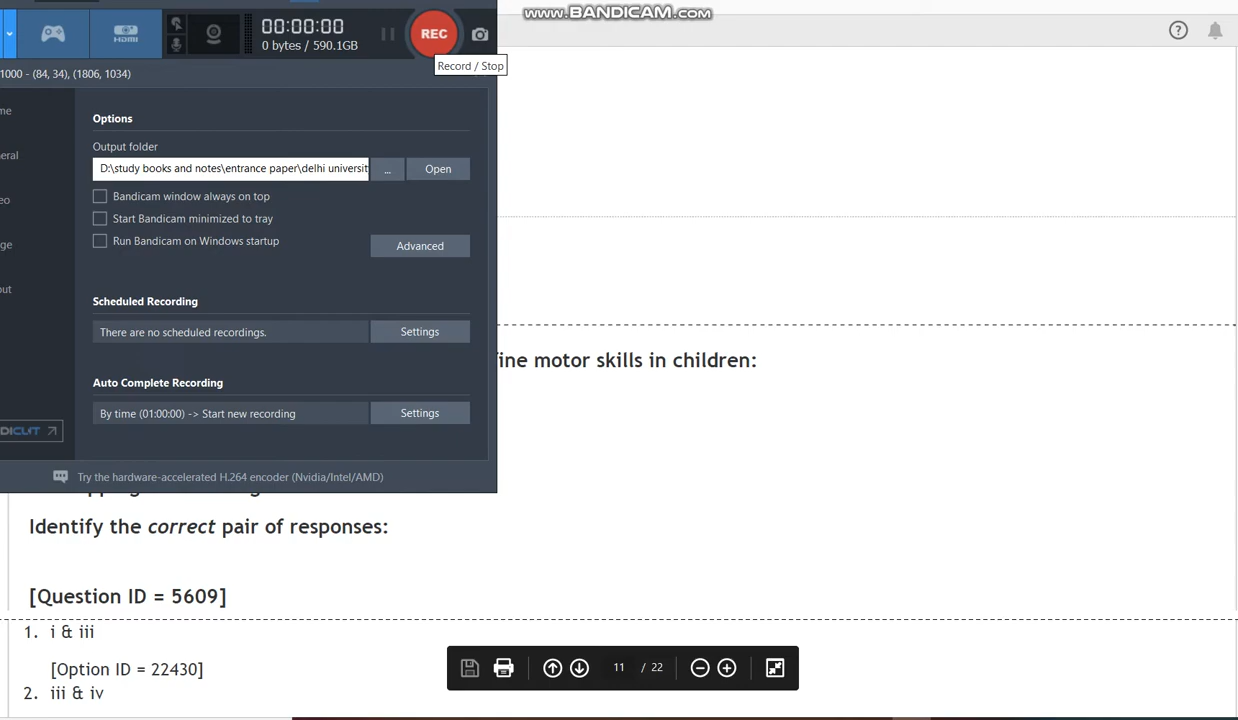 www.BANDICAM.com
HDMI
00:00:00
0 bytes / 590.1GB
REC
Record / Stop
1000 - (84, 34), (1806, 1034)
Options
Output folder
D:\study books and notes\entrance paper\delhi universit
...
Open
Bandicam window always on top
Start Bandicam minimized to tray
Run Bandicam on Windows startup
Advanced
Scheduled Recording
There are no scheduled recordings.
Settings
fine motor skills in children:
Auto Complete Recording
By time (01:00:00) -> Start new recording
Settings
Try the hardware-accelerated H.264 encoder (Nvidia/Intel/AMD)
Identify the correct pair of responses:
[Question ID = 5609]
1. i & iii
[Option ID = 22430]
2. iii & iv
11 / 22